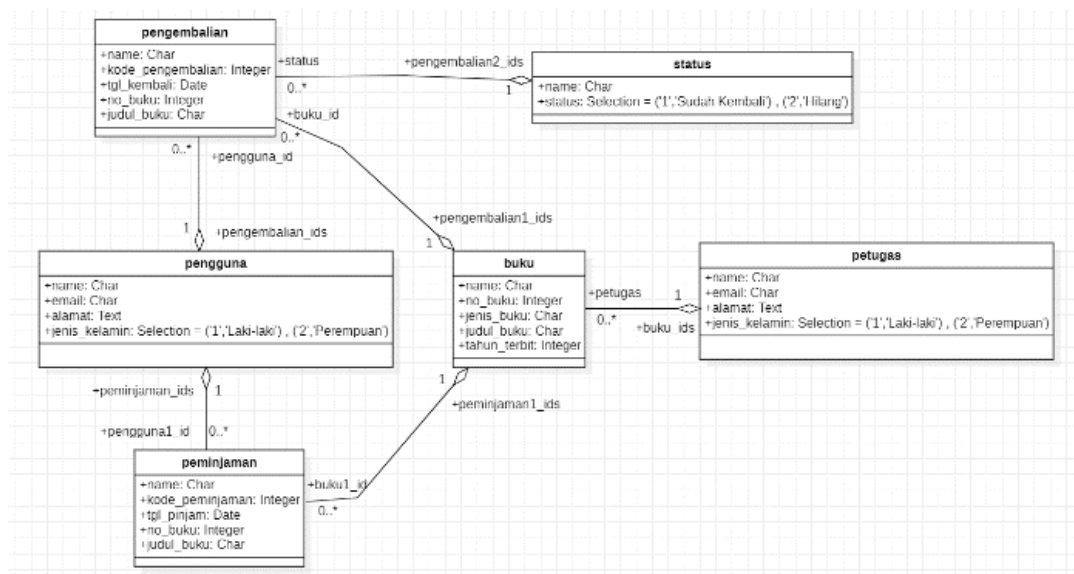 pengembalian
+name: Char
+kode_pengembalian: Integer
+tgl_kembali: Date
+no_buku: Integer
+judul_buku: Char
+status
0..*
+pengembalian2_ids
1
status
+name: Char
+status: Selection = ('1','Sudah Kembali') , ('2','Hilang')
+buku_id
0..*
0..*
+pengguna_id
1
+pengembalian_ids
+pengembalian1_ids
1
pengguna
+name: Char
+email: Char
+alamat: Text
+jenis_kelamin: Selection = ('1','Laki-laki') , ('2','Perempuan')
buku
+name: Char
+no_buku: Integer
+jenis_buku: Char
+judul_buku: Char
+tahun_terbit: Integer
+petugas
0..*
1
+buku_ids
petugas
+name: Char
+email: Char
+alamat: Text
+jenis_kelamin: Selection = ('1','Laki-laki') , ('2','Perempuan')
+peminjaman_ids
1
1
+peminjaman1_ids
+pengguna1_id
0..*
peminjaman
+name: Char
+kode_peminjaman: Integer
+tgl_pinjam: Date
+no_buku: Integer
+judul_buku: Char
+buku1_id
0..*